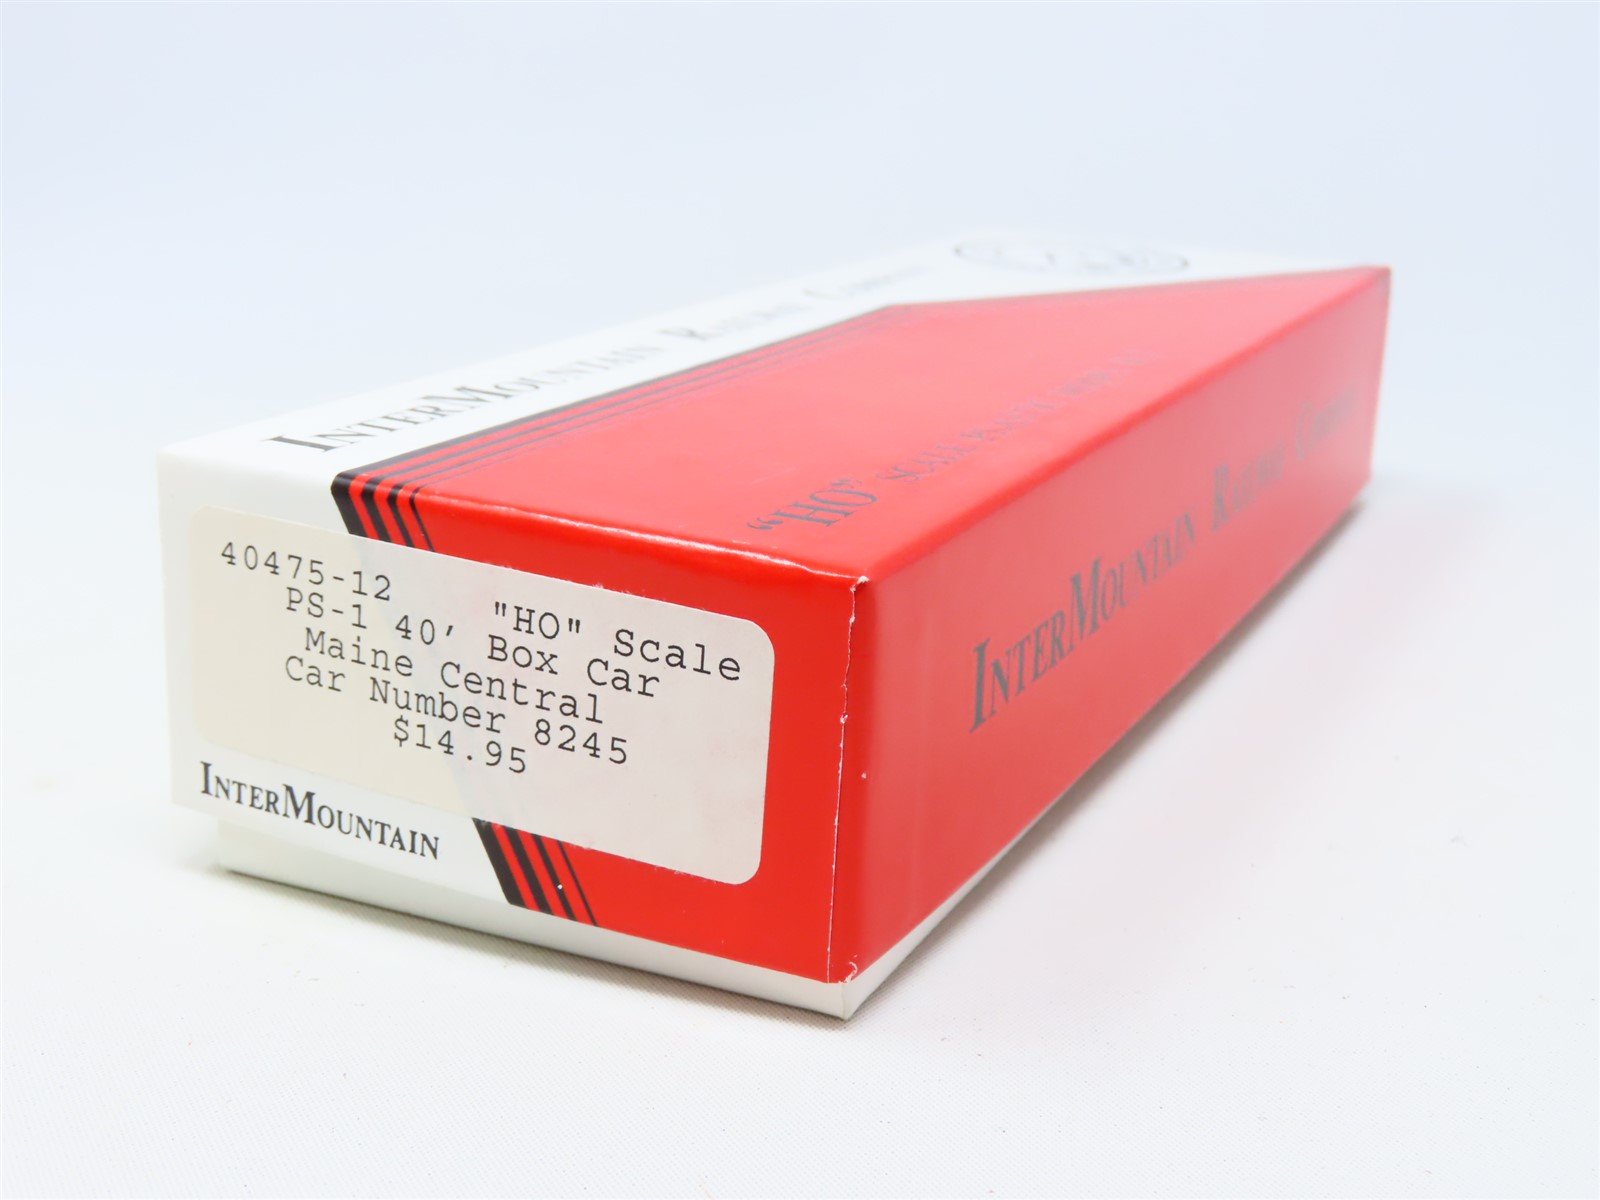 INTERMOUNTAIN RAILWAY COMPANY
"HO" SCALE
INTERMOUNTAIN RAILWAY COMPANY
40475-12 "HO" Scale
PS-1 40' Box Car
Maine Central
Car Number 8245
$14.95
INTERMOUNTAIN